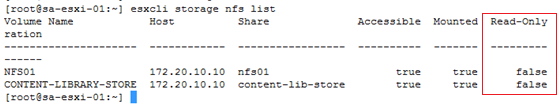 [root@sa-esxi-01:~] esxcli storage nfs list
Volume Name            Host          Share              Accessible  Mounted  Read-Only
ration
---------------------  ------------  -----------------  ----------  -------  ---------
------
NFS01                  172.20.10.10  nfs01                    true     true      false
CONTENT-LIBRARY-STORE  172.20.10.10  content-lib-store        true     true      false
[root@sa-esxi-01:~]